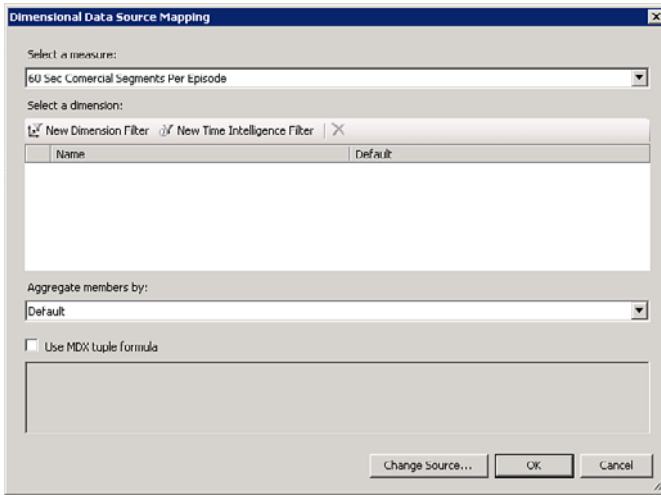 Dimensional Data Source Mapping
Select a measure:
60 Sec Comercial Segments Per Episode
Select a dimension:
New Dimension Filter New Time Intelligence Filter
Name Default
Aggregate members by:
Default
Use MDX tuple formula
Change Source... OK Cancel